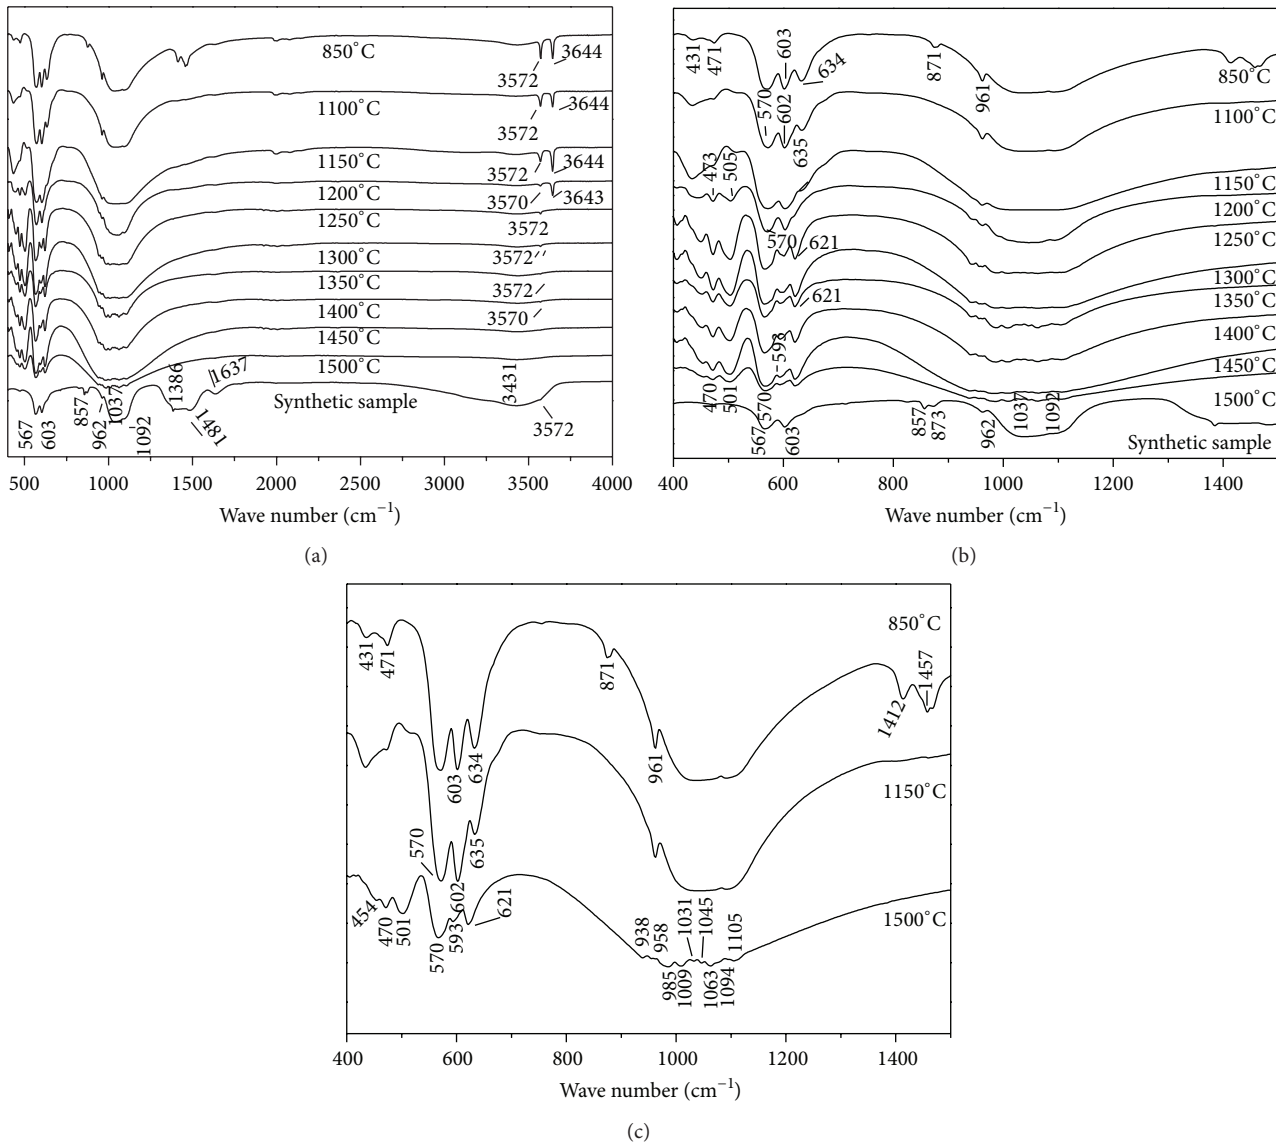 850°C
3644
3572
1100°C
3644
3572
1150°C
3644
3572
1200°C
3643
3570
1250°C
3572
1300°C
3572
1350°C
3572
1400°C
3570
1450°C
1500°C
1386
1637
3431
Synthetic sample
567
603
857
962
1037
1092
1481
3572
500 1000 1500 2000 2500 3000 3500 4000
Wave number (cm−1)
(a)
431
471
603
634
871
961
850°C
570
602
635
1100°C
473
505
1150°C
1200°C
570
621
1250°C
1300°C
621
1350°C
593
1400°C
1450°C
470
501
570
1037
1092
1500°C
567
603
857
873
962
Synthetic sample
400 600 800 1000 1200 1400
Wave number (cm−1)
(b)
850°C
431
471
871
1457
1412
603
634
961
1150°C
570
602
635
621
1500°C
454
470
501
570
593
938
958
1031
1045
1105
985
1009
1063
1094
400 600 800 1000 1200 1400
Wave number (cm−1)
(c)